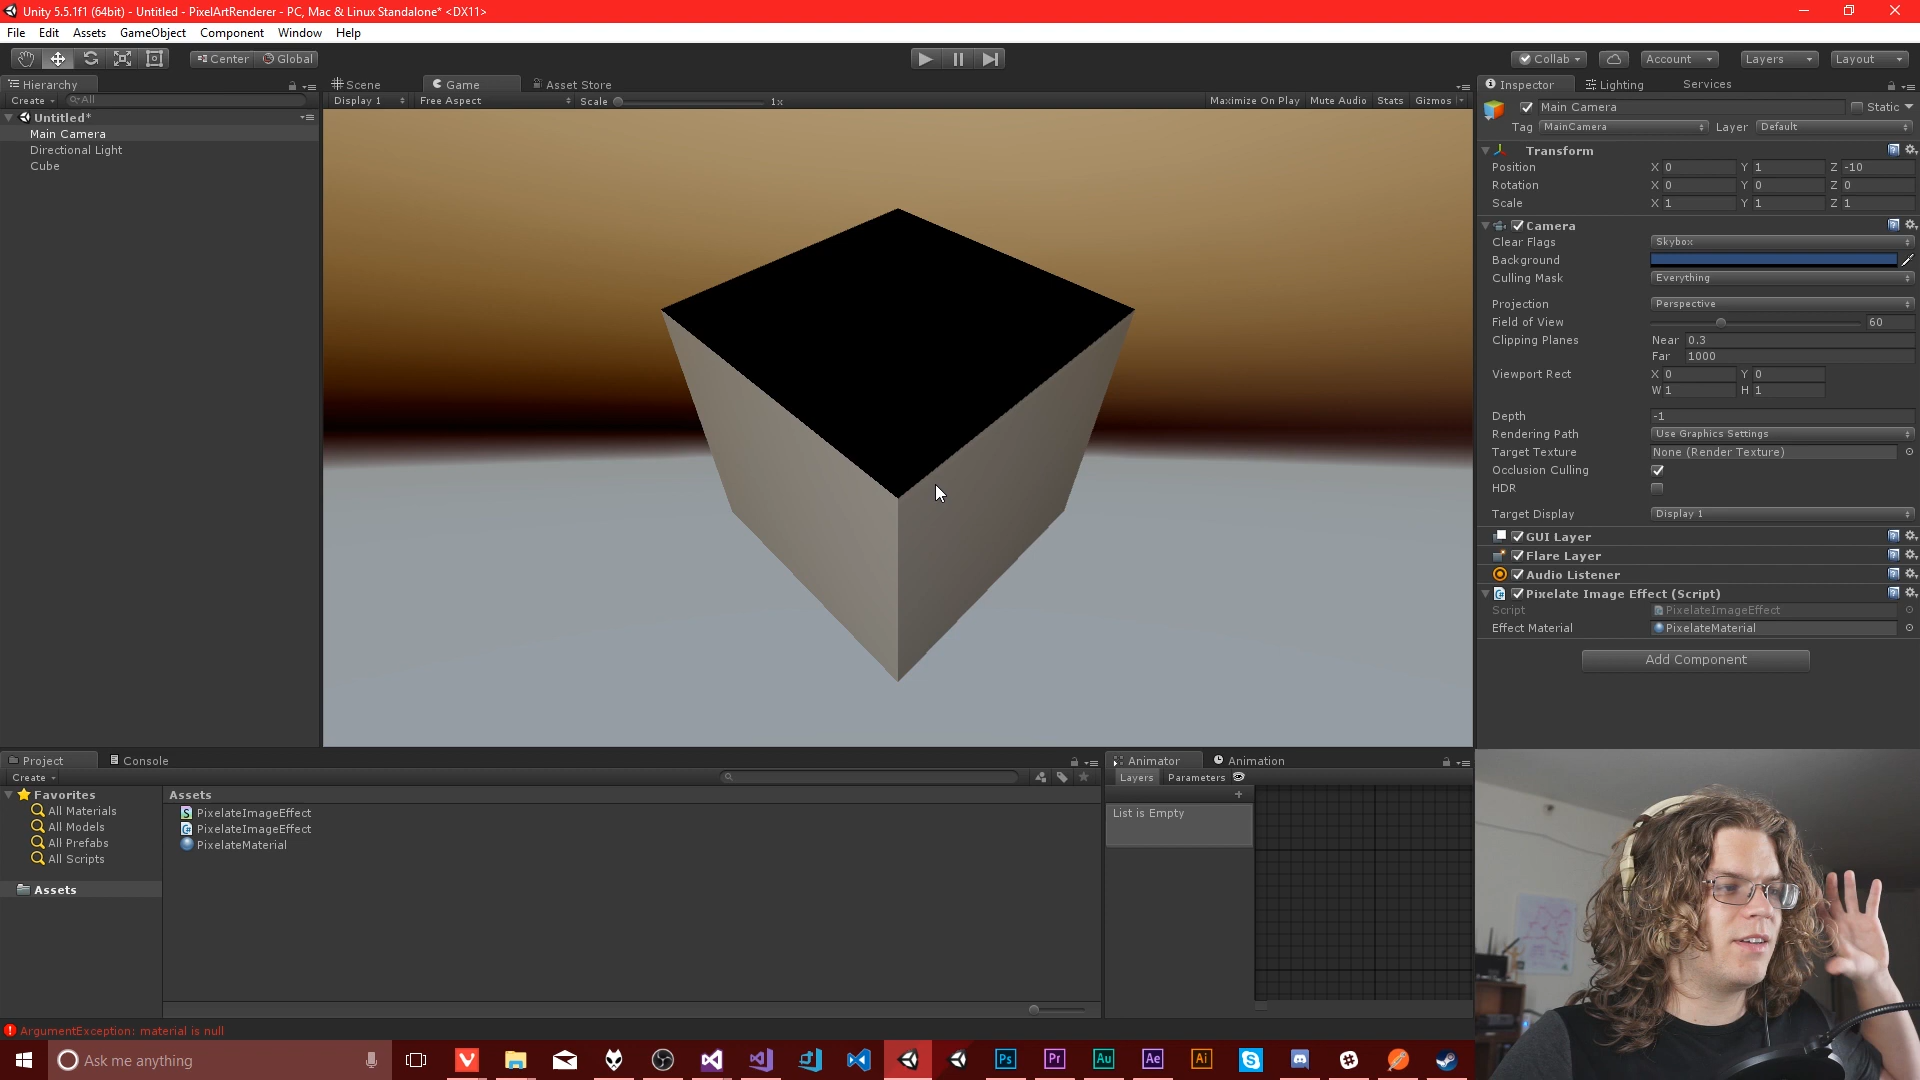 Unity 5.5.1f1 (64bit) - Untitled - PixelArtRenderer - PC, Mac & Linux Standalone* <DX11>
File Edit Assets GameObject Component Window Help
Center Global Collab Account Layers Layout
Hierarchy
Create All
Untitled*
Main Camera
Directional Light
Cube
Scene Game Asset Store
Display 1 Free Aspect Scale 1x Maximize On Play Mute Audio Stats Gizmos
Inspector Lighting Services
Main Camera Static
Tag MainCamera Layer Default
Transform
Position X 0 Y 1 Z -10
Rotation X 0 Y 0 Z 0
Scale X 1 Y 1 Z 1
Camera
Clear Flags Skybox
Background
Culling Mask Everything
Projection Perspective
Field of View 60
Clipping Planes Near 0.3
Far 1000
Viewport Rect X 0 Y 0
W 1 H 1
Depth -1
Rendering Path Use Graphics Settings
Target Texture None (Render Texture)
Occlusion Culling
HDR
Target Display Display 1
GUI Layer
Flare Layer
Audio Listener
Pixelate Image Effect (Script)
Script PixelateImageEffect
Effect Material PixelateMaterial
Add Component
Project Console
Create
Favorites
All Materials
All Models
All Prefabs
All Scripts
Assets
Assets
PixelateImageEffect
PixelateImageEffect
PixelateMaterial
Animator Animation
Layers Parameters
List is Empty
ArgumentException: material is null
Ask me anything
Ps Pr Au Ae Ai